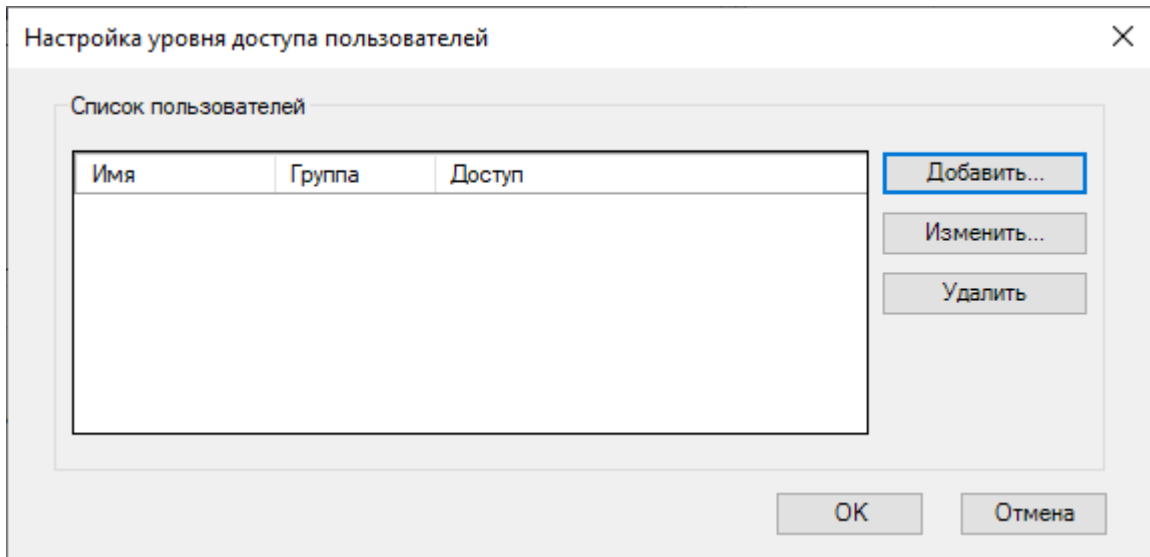 Настройка уровня доступа пользователей
Список пользователей
Имя Группа Доступ
Добавить...
Изменить...
Удалить
OK Отмена